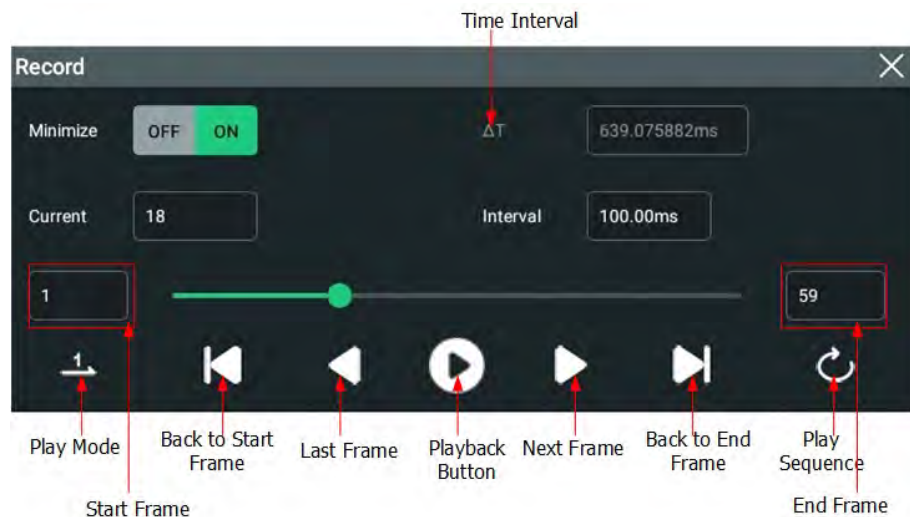 Time Interval
Record
Minimize OFF ON ΔT 639.075882ms
Current 18 Interval 100.00ms
1 59
1
Play Mode
Back to Start
Frame
Last Frame
Playback
Button
Next Frame
Back to End
Frame
Play
Sequence
Start Frame
End Frame